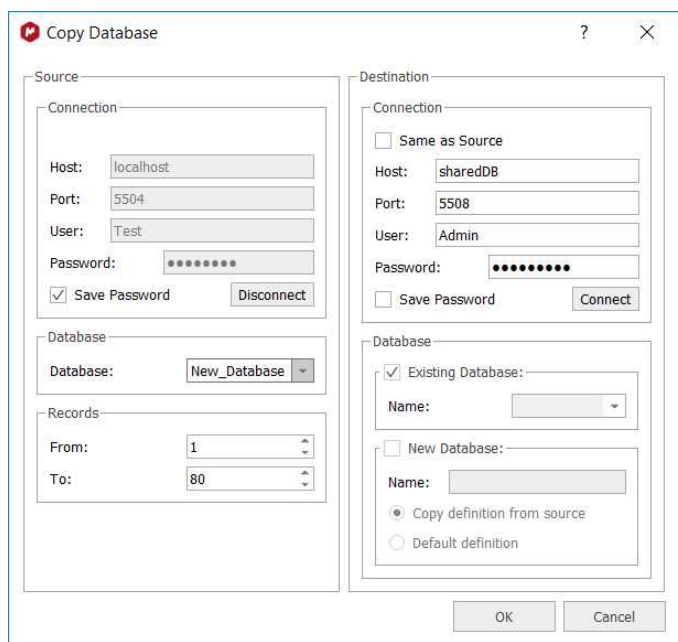 Copy Database
?
Source
Connection
Host: localhost
Port: 5504
User: Test
Password: ●●●●●●●●
Save Password Disconnect
Database
Database: New_Database
Records
From: 1
To: 80
Destination
Connection
Same as Source
Host: sharedDB
Port: 5508
User: Admin
Password: ●●●●●●●●●
Save Password Connect
Database
Existing Database:
Name:
New Database:
Name:
Copy definition from source
Default definition
OK Cancel